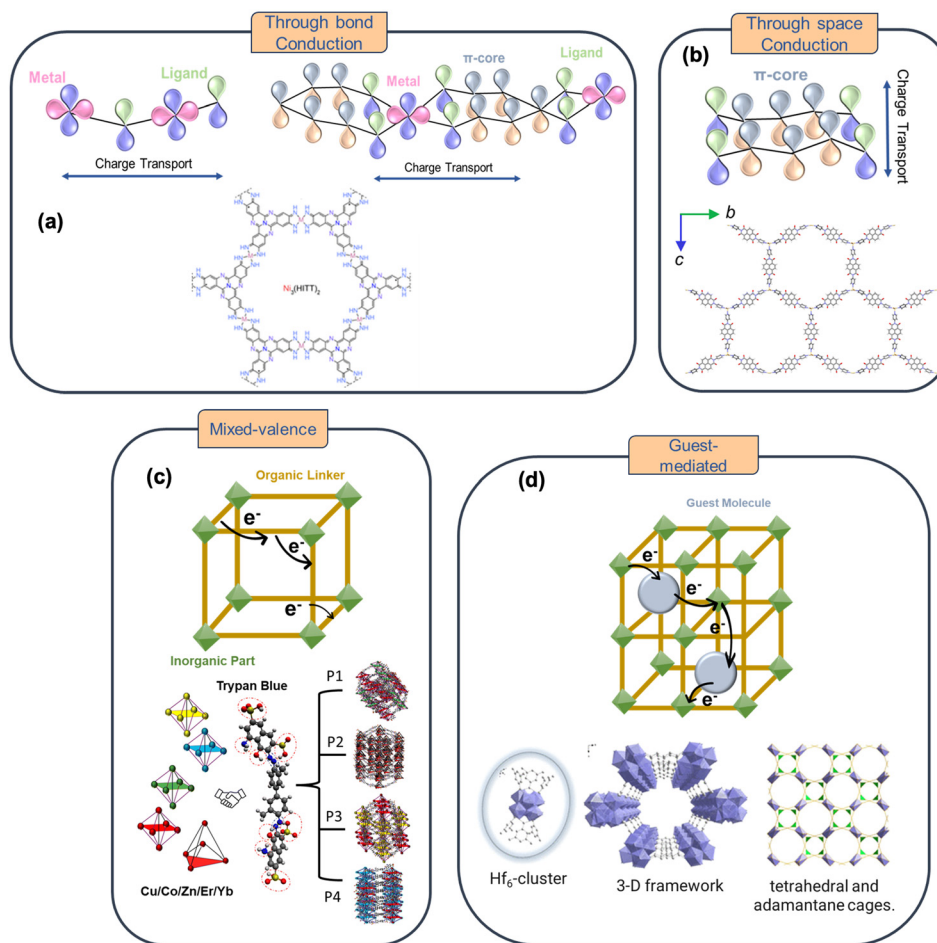 Through bond
Conduction
Metal
Ligand
π-core
Metal
Ligand
Charge Transport
Charge Transport
(a)
Ni3(HITT)2
Through space
Conduction
(b)
π-core
Charge Transport
b
c
Mixed-valence
(c)
Organic Linker
e-
e-
e-
Inorganic Part
Trypan Blue
P1
P2
P3
P4
Cu/Co/Zn/Er/Yb
Guest-
mediated
(d)
Guest Molecule
e-
e-
e-
e-
Hf6-cluster
3-D framework
tetrahedral and
adamantane cages.